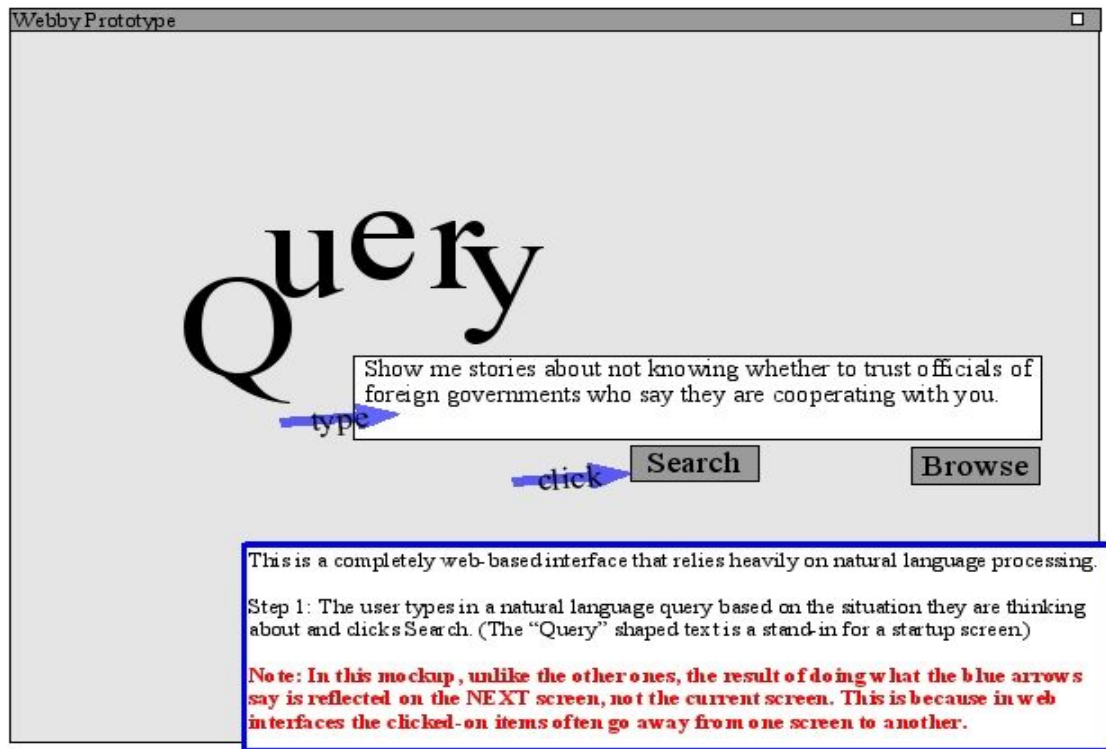 Webby Prototype
Query
Show me stories about not knowing whether to trust officials of
foreign governments who say they are cooperating with you.
type
click
Search
Browse
This is a completely web-based interface that relies heavily on natural language processing.
Step 1: The user types in a natural language query based on the situation they are thinking
about and clicks Search. (The “Query” shaped text is a stand-in for a startup screen.)
Note: In this mockup, unlike the other ones, the result of doing what the blue arrows
say is reflected on the NEXT screen, not the current screen. This is because in web
interfaces the clicked-on items often go away from one screen to another.